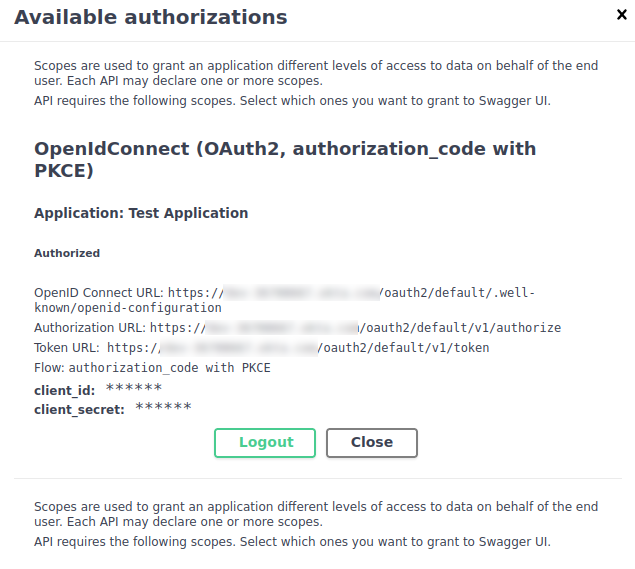 Available authorizations
Scopes are used to grant an application different levels of access to data on behalf of the end
user. Each API may declare one or more scopes.
API requires the following scopes. Select which ones you want to grant to Swagger UI.
OpenIdConnect (OAuth2, authorization_code with
PKCE)
Application: Test Application
Authorized
OpenID Connect URL: https:// /oauth2/default/.well-
known/openid-configuration
Authorization URL: https:// /oauth2/default/v1/authorize
Token URL: https:/ /oauth2/default/v1/token
Flow: authorization_code with PKCE
client_id: ******
client_secret: ******
Logout Close
Scopes are used to grant an application different levels of access to data on behalf of the end
user. Each API may declare one or more scopes.
API requires the following scopes. Select which ones you want to grant to Swagger UI.